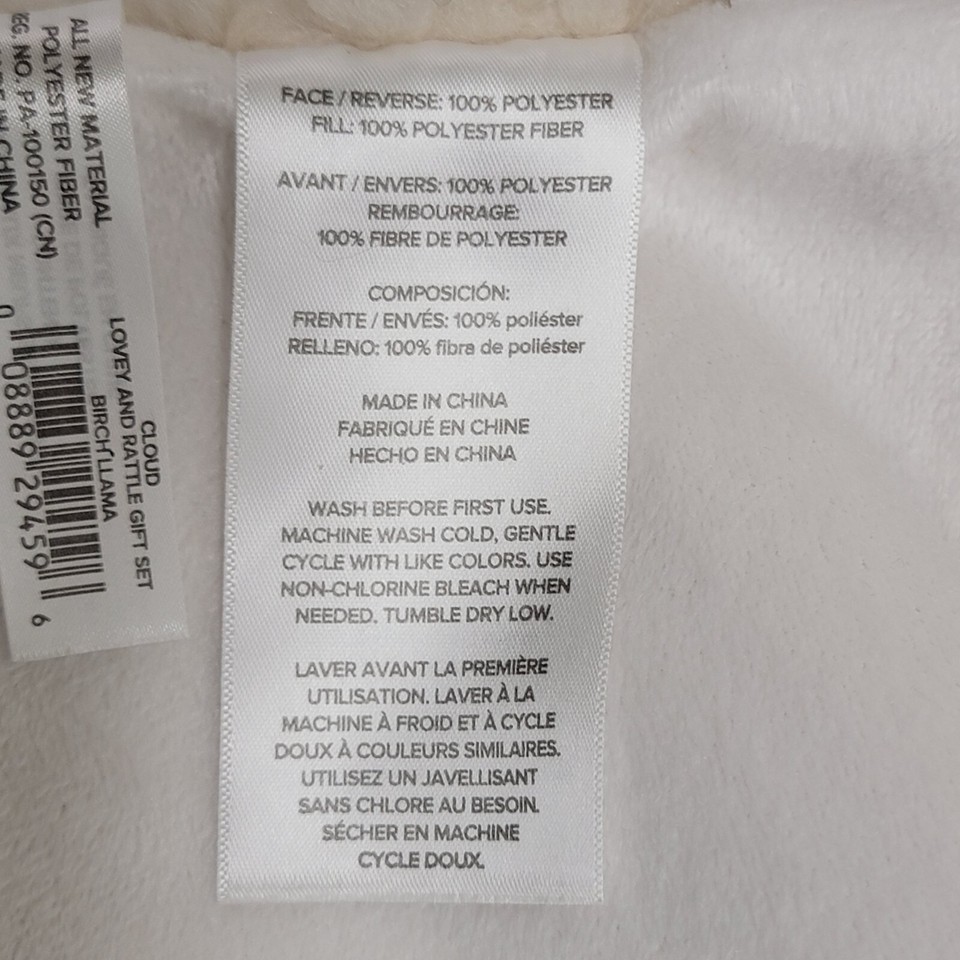 ALL NEW MATERIAL
POLYESTER FIBER
NO. PA-100150 (CN)
CHINA
CLOUD
LOVEY AND RATTLE GIFT SET
BIRCH LLAMA
0 08889 29459 6
FACE / REVERSE: 100% POLYESTER
FILL: 100% POLYESTER FIBER
AVANT / ENVERS: 100% POLYESTER
REMBOURRAGE:
100% FIBRE DE POLYESTER
COMPOSICIÓN:
FRENTE / ENVÉS: 100% poliéster
RELLENO: 100% fibra de poliéster
MADE IN CHINA
FABRIQUÉ EN CHINE
HECHO EN CHINA
WASH BEFORE FIRST USE.
MACHINE WASH COLD, GENTLE
CYCLE WITH LIKE COLORS. USE
NON-CHLORINE BLEACH WHEN
NEEDED. TUMBLE DRY LOW.
LAVER AVANT LA PREMIÈRE
UTILISATION. LAVER À LA
MACHINE À FROID ET À CYCLE
DOUX À COULEURS SIMILAIRES.
UTILISEZ UN JAVELLISANT
SANS CHLORE AU BESOIN.
SÉCHER EN MACHINE
CYCLE DOUX.